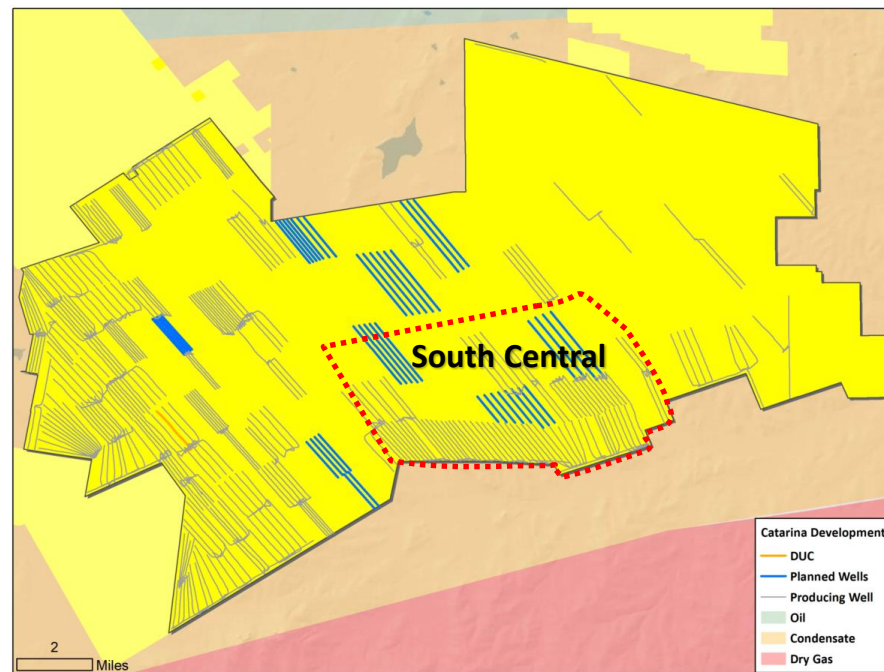 South Central
Catarina Development
DUC
Planned Wells
Producing Well
Oil
Condensate
Dry Gas
2
Miles